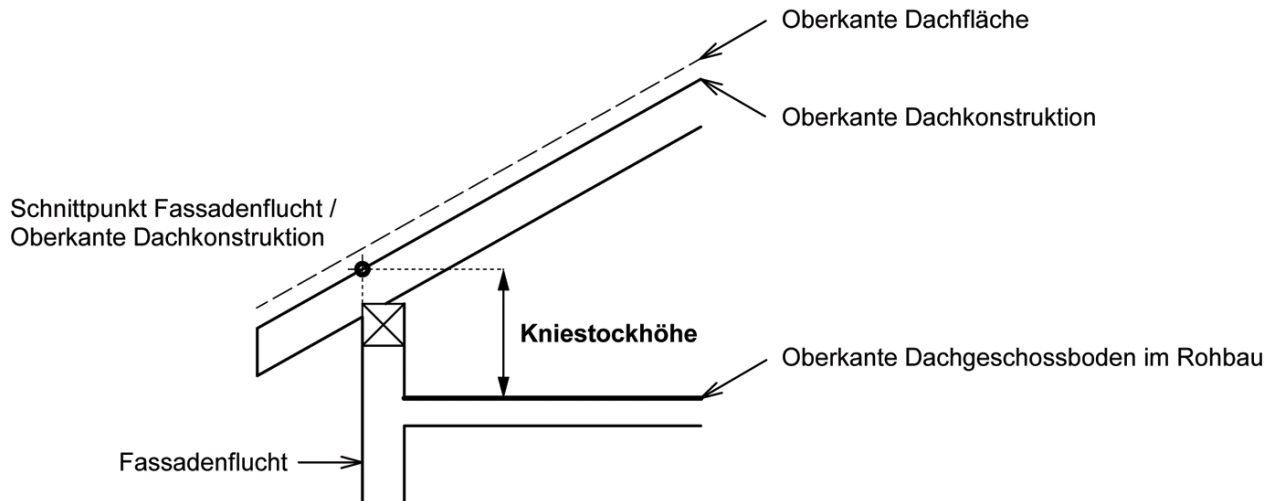 Oberkante Dachfläche
Oberkante Dachkonstruktion
Schnittpunkt Fassadenflucht /
Oberkante Dachkonstruktion
Kniestockhöhe
Oberkante Dachgeschossboden im Rohbau
Fassadenflucht